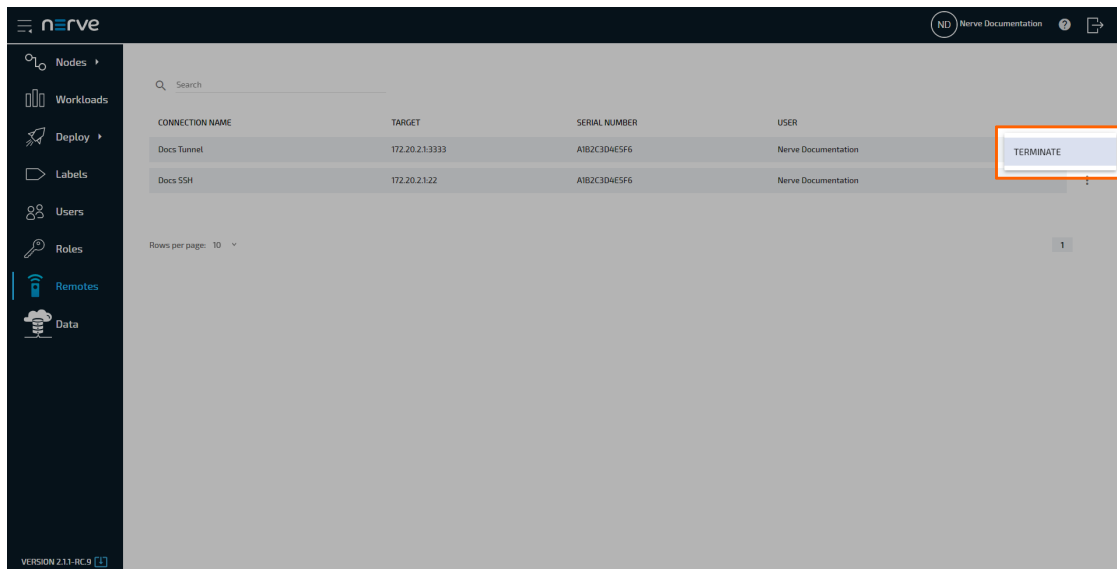 nerve
ND Nerve Documentation ?
Nodes
Workloads
Deploy
Labels
Users
Roles
Remotes
Data
VERSION 2.1.1-RC.9
Search
CONNECTION NAME TARGET SERIAL NUMBER USER
Docs Tunnel 172.20.2.1:3333 A1B2C3D4E5F6 Nerve Documentation
TERMINATE
Docs SSH 172.20.2.1:22 A1B2C3D4E5F6 Nerve Documentation
Rows per page: 10 1